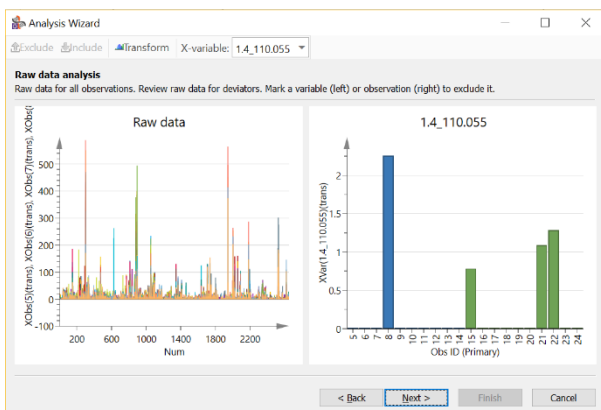 Analysis Wizard
Exclude Include Transform X-variable: 1.4_110.055
Raw data analysis
Raw data for all observations. Review raw data for deviators. Mark a variable (left) or observation (right) to exclude it.
Raw data
XObs(5)(trans), XObs(6)(trans), XObs(7)(trans), XObs(
500
400
300
200
100
0
-100
200 600 1000 1400 1800 2200
Num
1.4_110.055
XVar(1.4_110.055)(trans)
2
1.5
1
0.5
0
5 6 7 8 9 10 11 12 13 14 15 16 17 18 19 20 21 22 23 24
Obs ID (Primary)
< Back Next > Finish Cancel